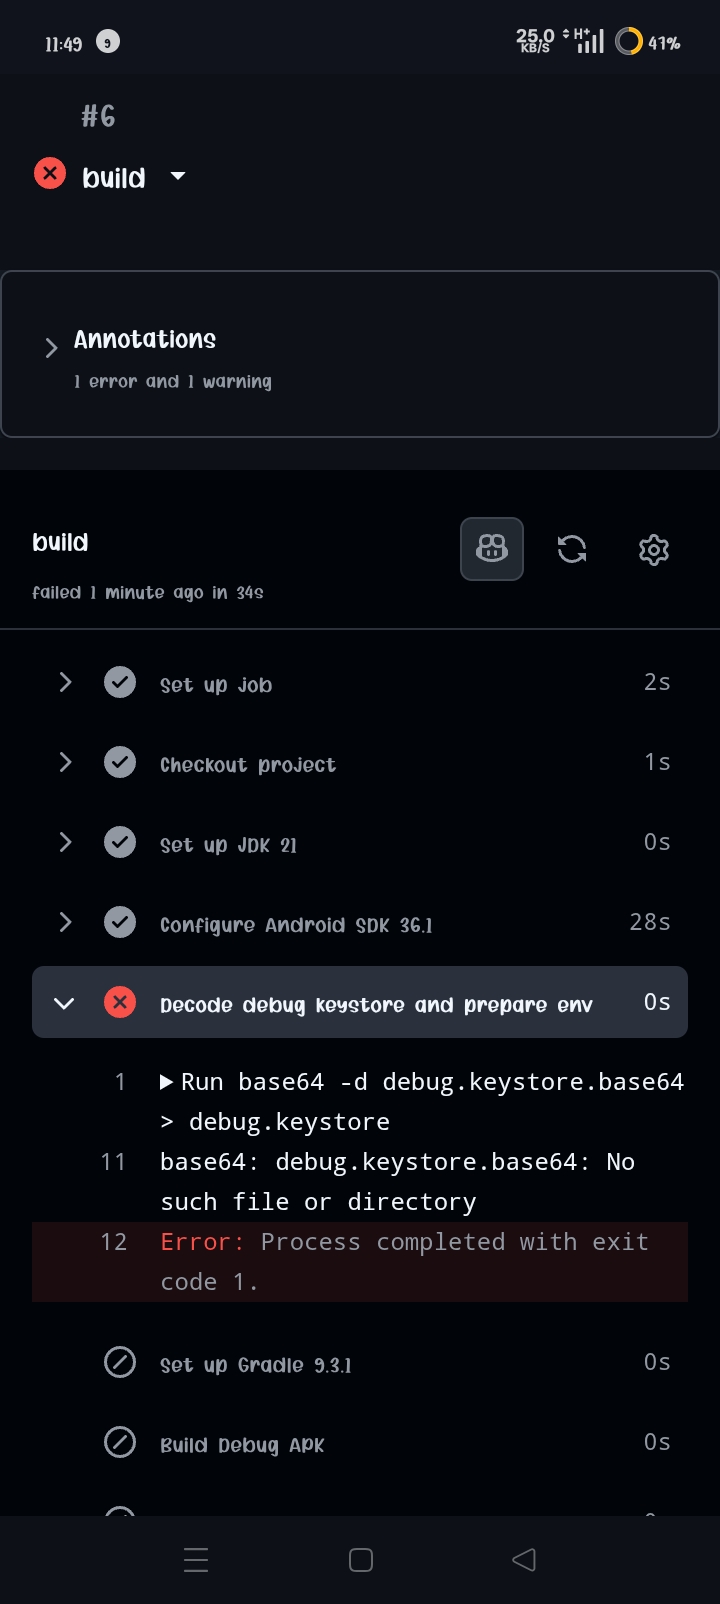 11:49 9 25.0 KB/S H+ 41%
#6
build
Annotations
1 error and 1 warning
build
failed 1 minute ago in 34s
Set up job 2s
Checkout project 1s
Set up JDK 21 0s
Configure Android SDK 36.1 28s
Decode debug keystore and prepare env 0s
1 Run base64 -d debug.keystore.base64
> debug.keystore
11 base64: debug.keystore.base64: No
such file or directory
12 Error: Process completed with exit
code 1.
Set up Gradle 9.3.1 0s
Build Debug APK 0s